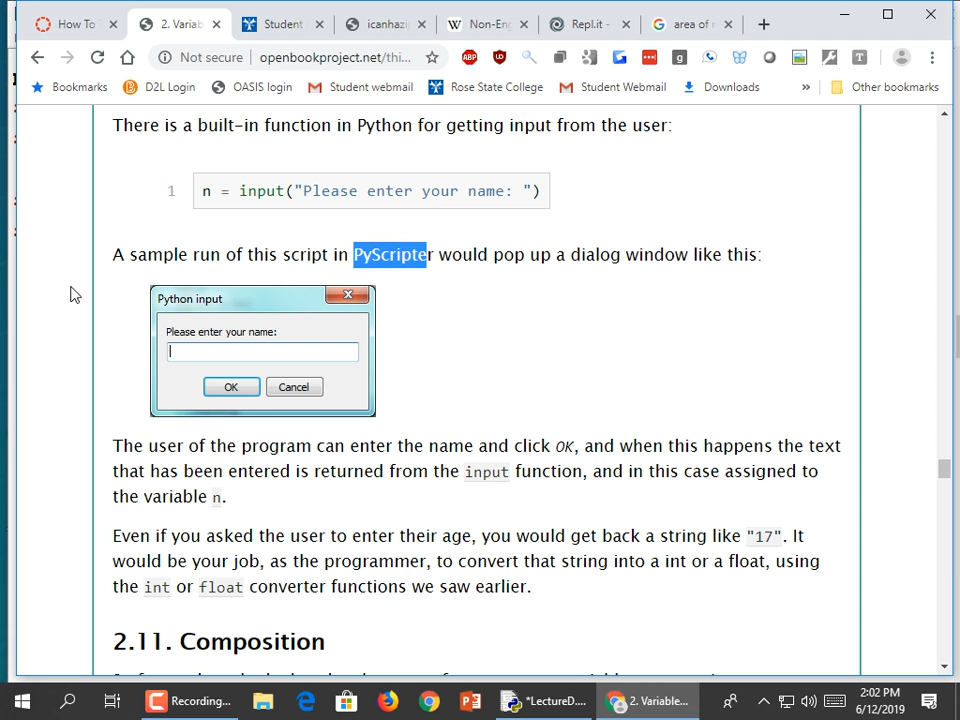 How To
2. Variab
Student
icanhazip
Non-Eng
Repl.it -
area of r
Not secure
openbookproject.net/thi...
Bookmarks
D2L Login
OASIS login
Student webmail
Rose State College
Student Webmail
Downloads
»
Other bookmarks
There is a built-in function in Python for getting input from the user:
1 n = input("Please enter your name: ")
A sample run of this script in PyScripter would pop up a dialog window like this:
Python input
Please enter your name:
OK
Cancel
The user of the program can enter the name and click OK, and when this happens the text
that has been entered is returned from the input function, and in this case assigned to
the variable n.
Even if you asked the user to enter their age, you would get back a string like "17". It
would be your job, as the programmer, to convert that string into a int or a float, using
the int or float converter functions we saw earlier.
2.11. Composition
Recording...
*LectureD...
2. Variable...
2:02 PM
6/12/2019